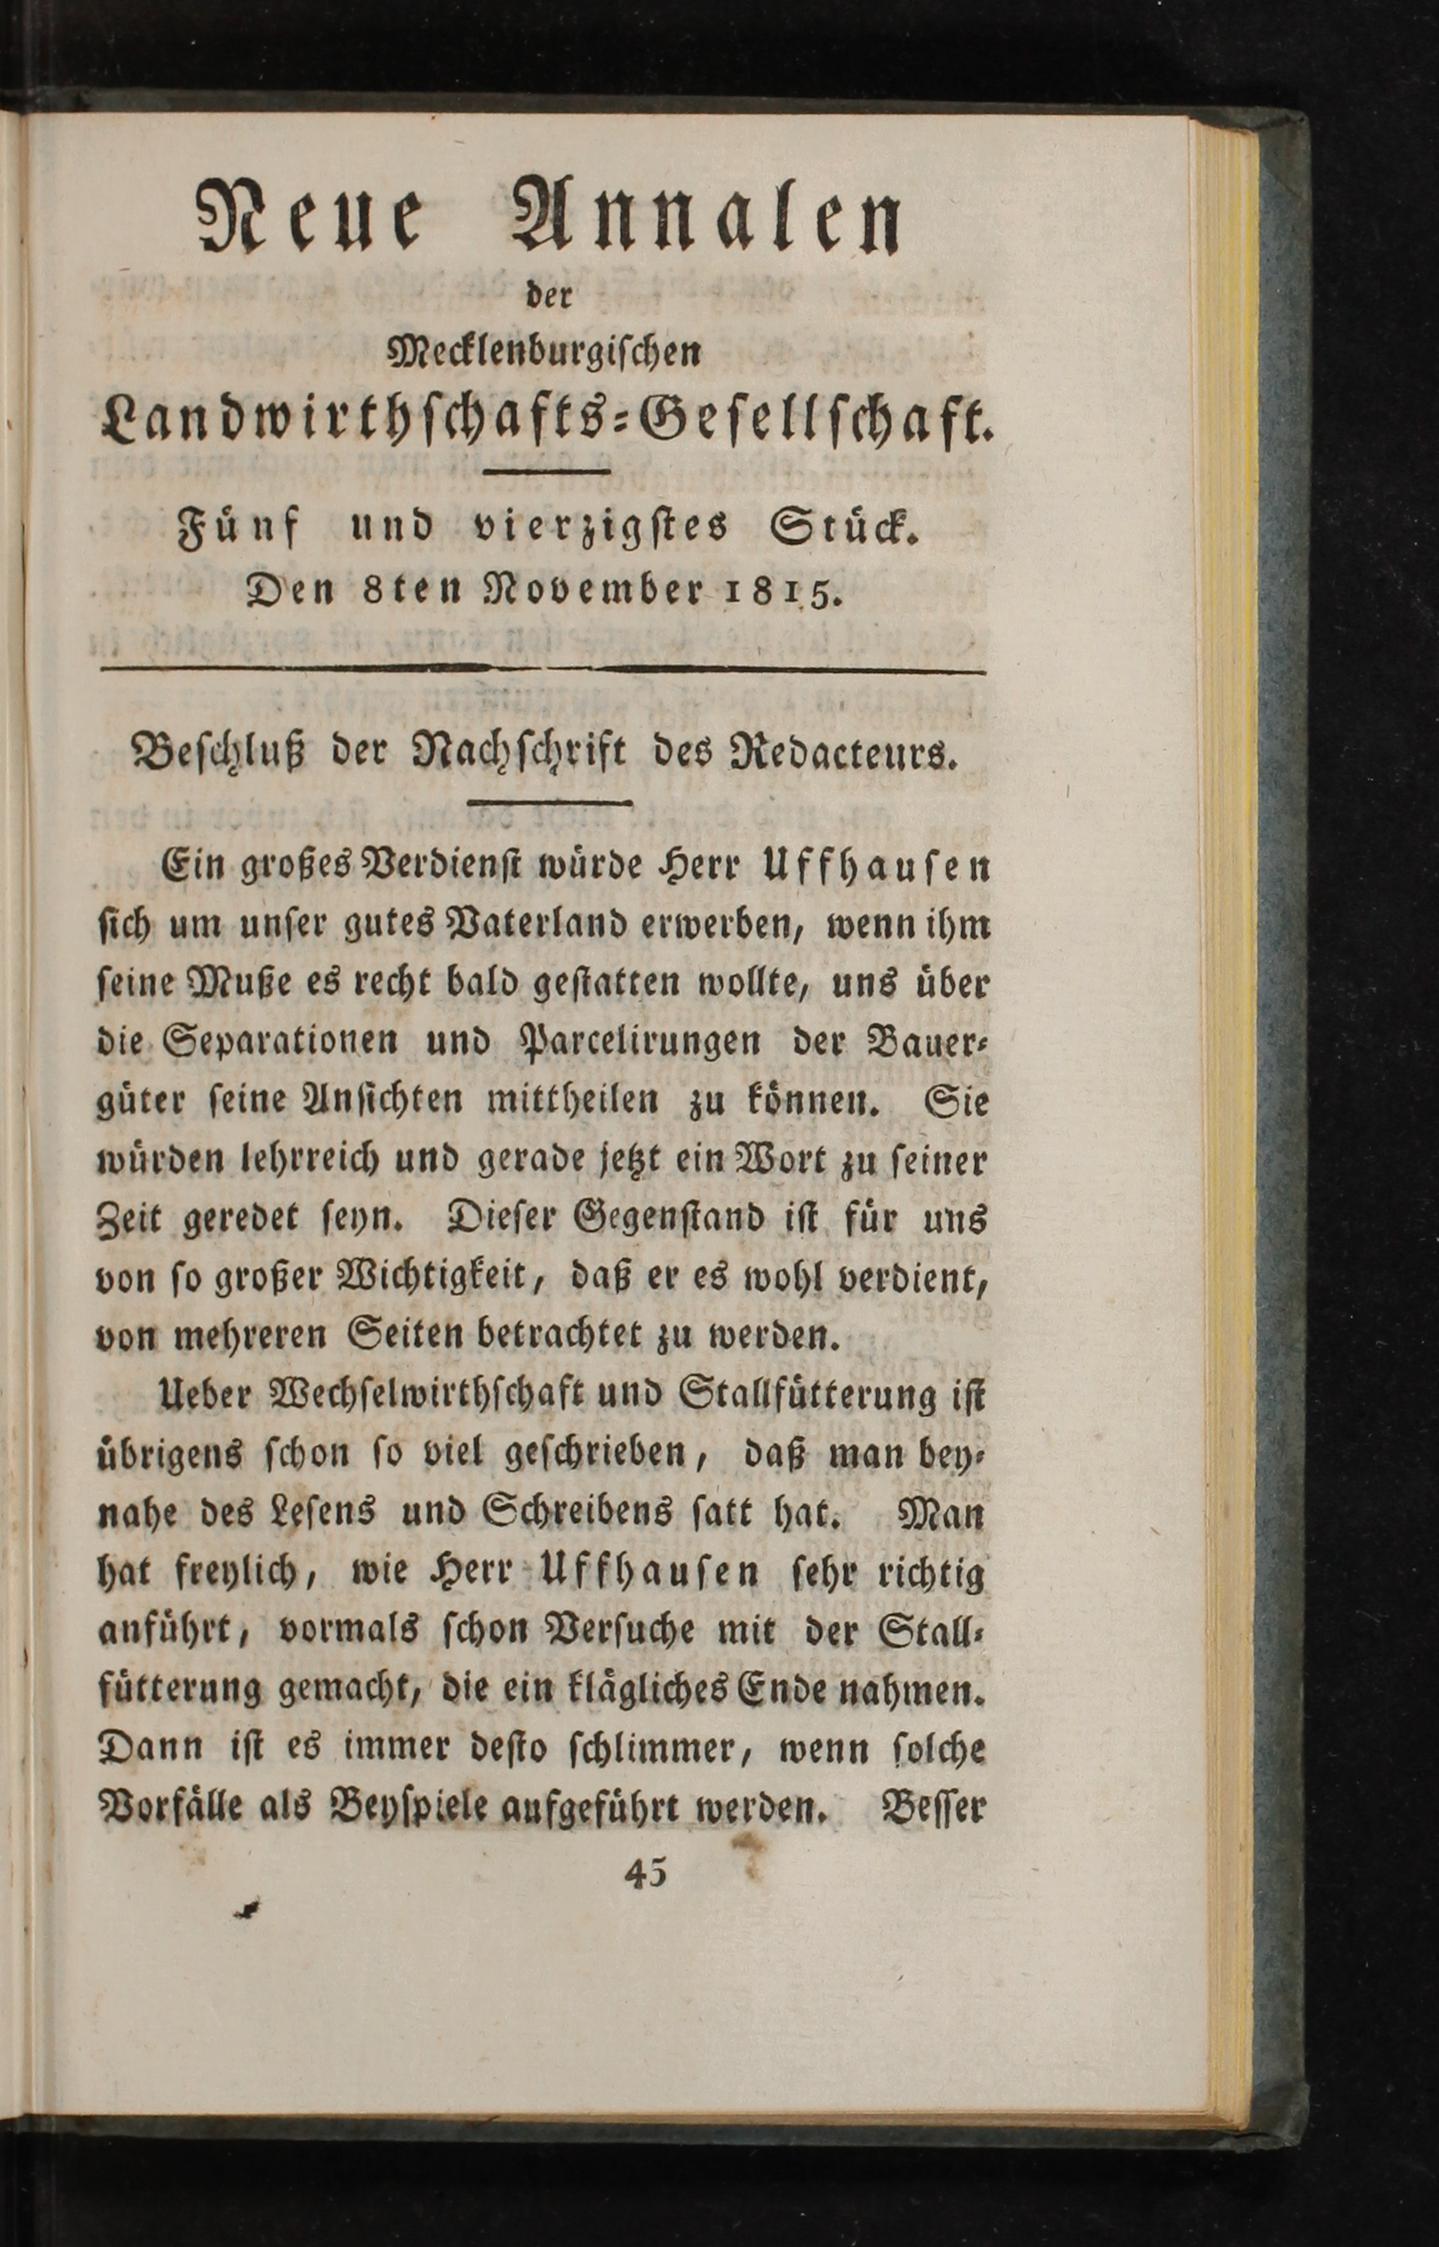 Neue Annalen
der
Mecklenburgiſchen
Landwirthſchafts-Geſellſchaft.
Fünf und vierzigſtes Stück.
Den 8ten November 1815.
Beſchluß der Nachſchrift des Redacteurs.
Ein großes Verdienſt würde Herr Uffhauſen
ſich um unſer gutes Vaterland erwerben, wenn ihm
ſeine Muße es recht bald geſtatten wollte, uns über
die Separationen und Parcelirungen der Bauer-
güter ſeine Anſichten mittheilen zu können. Sie
würden lehrreich und gerade jetzt ein Wort zu ſeiner
Zeit geredet ſeyn. Dieſer Gegenſtand iſt für uns
von ſo großer Wichtigkeit, daß er es wohl verdient,
von mehreren Seiten betrachtet zu werden.
Ueber Wechſelwirthſchaft und Stallfütterung iſt
übrigens ſchon ſo viel geſchrieben, daß man bey-
nahe des Leſens und Schreibens ſatt hat. Man
hat freylich, wie Herr Uffhauſen ſehr richtig
anführt, vormals ſchon Verſuche mit der Stall-
fütterung gemacht, die ein klägliches Ende nahmen.
Dann iſt es immer deſto ſchlimmer, wenn ſolche
Vorfälle als Beyſpiele aufgeführt werden. Beſſer
45